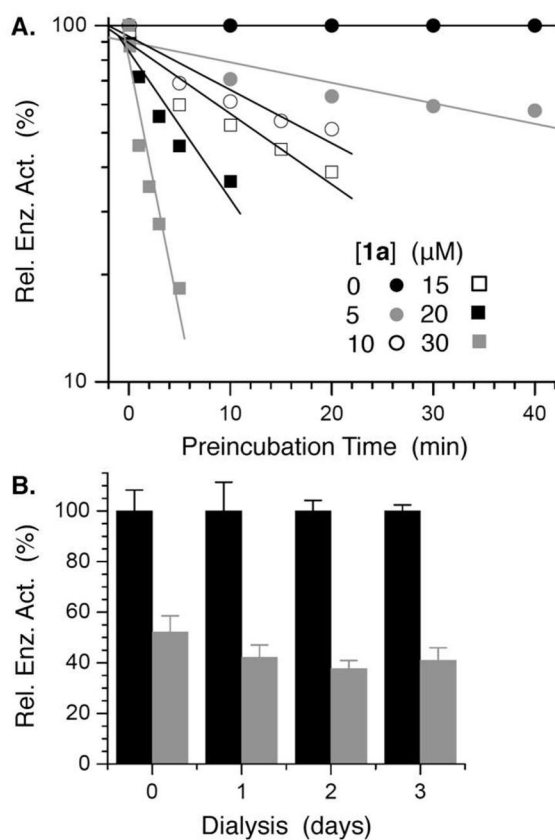 A.
100
10
Rel. Enz. Act. (%)
[1a] (µM)
0 15
5 20
10 30
0 10 20 30 40
Preincubation Time (min)
B.
100
80
60
40
20
0
Rel. Enz. Act. (%)
0 1 2 3
Dialysis (days)